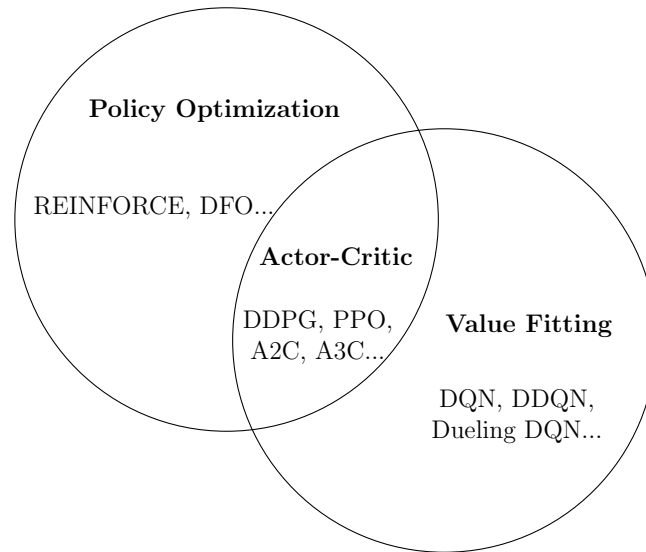 Policy Optimization
REINFORCE, DFO...
Actor-Critic
DDPG, PPO,
A2C, A3C...
Value Fitting
DQN, DDQN,
Dueling DQN...